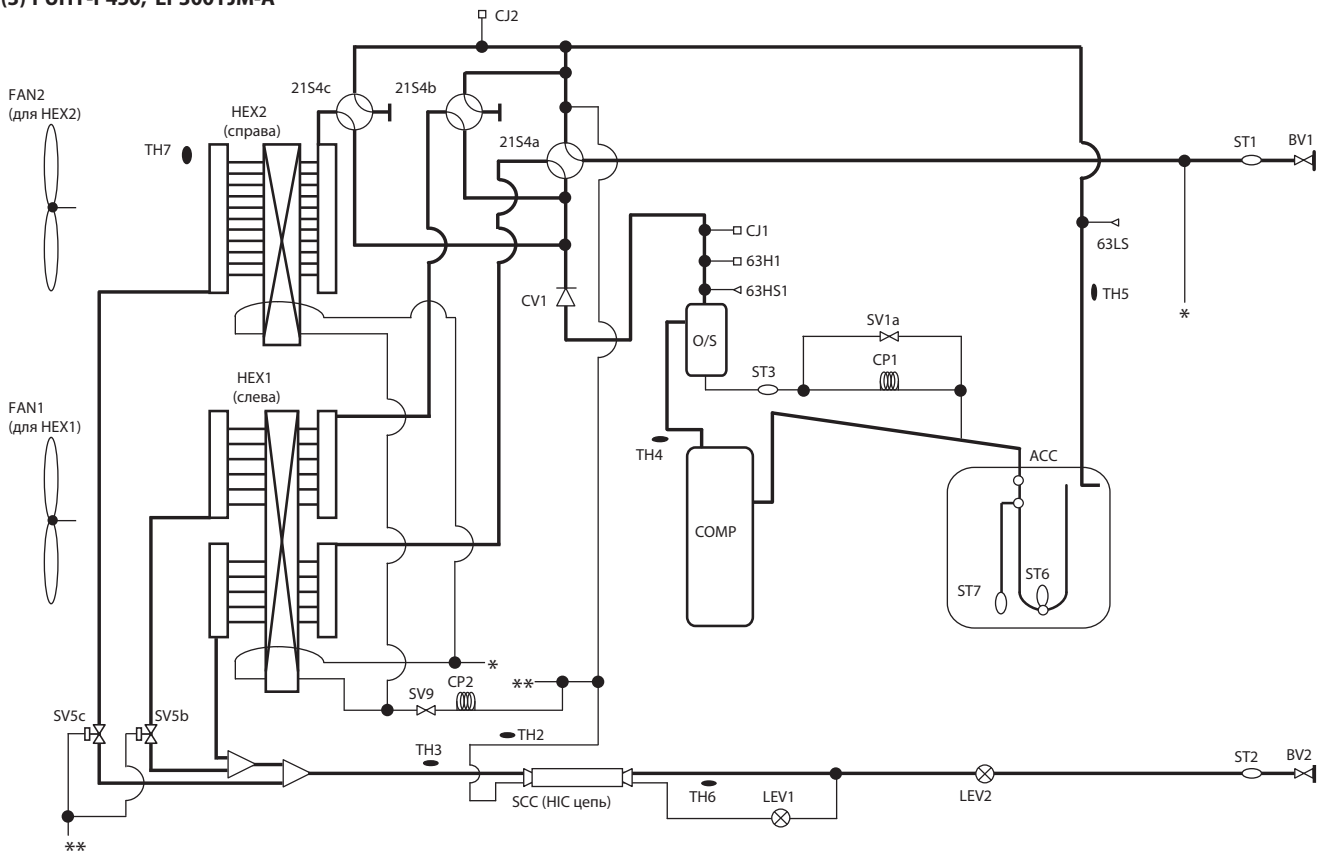 (3) PUHY-P450, EP300YJM-A
CJ2
FAN2
(для HEX2)
21S4c
21S4b
HEX2
(справа)
TH7
21S4a
ST1
BV1
CJ1
63H1
63HS1
63LS
TH5
*
CV1
O/S
SV1a
CP1
ST3
HEX1
(слева)
FAN1
(для HEX1)
TH4
ACC
COMP
ST7
ST6
*
**
CP2
SV9
SV5c
SV5b
TH2
TH3
ST2
BV2
SCC (HIC цепь)
TH6
LEV1
LEV2
**